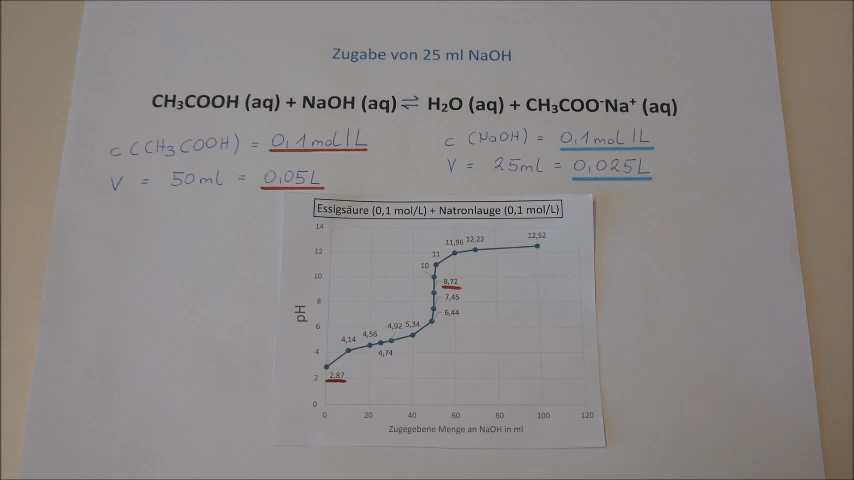 Zugabe von 25 ml NaOH
CH₃COOH (aq) + NaOH (aq) ⇌ H₂O (aq) + CH₃COO⁻Na⁺ (aq)
c (CH₃COOH) = 0,1 mol/L
c (NaOH) = 0,1 mol/L
V = 50 ml = 0,05 L
V = 25 ml = 0,025 L
Essigsäure (0,1 mol/L) + Natronlauge (0,1 mol/L)
pH
14
12
10
8
6
4
2
0
2,87
4,14
4,56
4,74
4,92
5,34
6,44
7,45
8,72
10
11
11,96
12,22
12,52
0 20 40 60 80 100 120
Zugegebene Menge an NaOH in ml